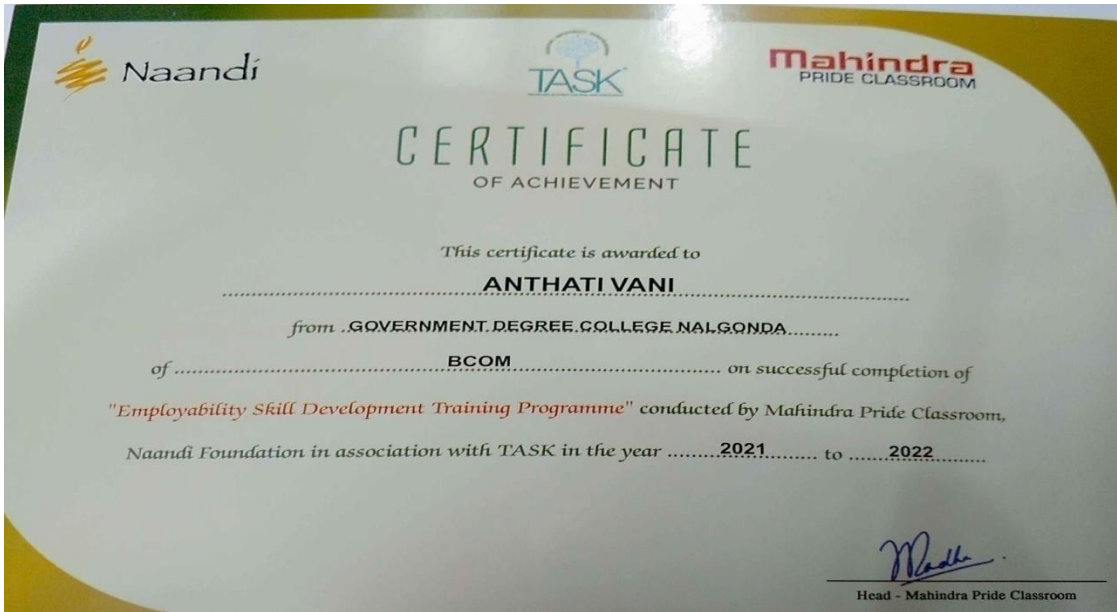 Naandi
TASK
Mahindra
PRIDE CLASSROOM
CERTIFICATE
OF ACHIEVEMENT
This certificate is awarded to
ANTHATI VANI
from ..GOVERNMENT DEGREE COLLEGE NALGONDA.........
of ........BCOM........ on successful completion of
"Employability Skill Development Training Programme" conducted by Mahindra Pride Classroom,
Naandi Foundation in association with TASK in the year ........2021........ to ......2022........
Head - Mahindra Pride Classroom